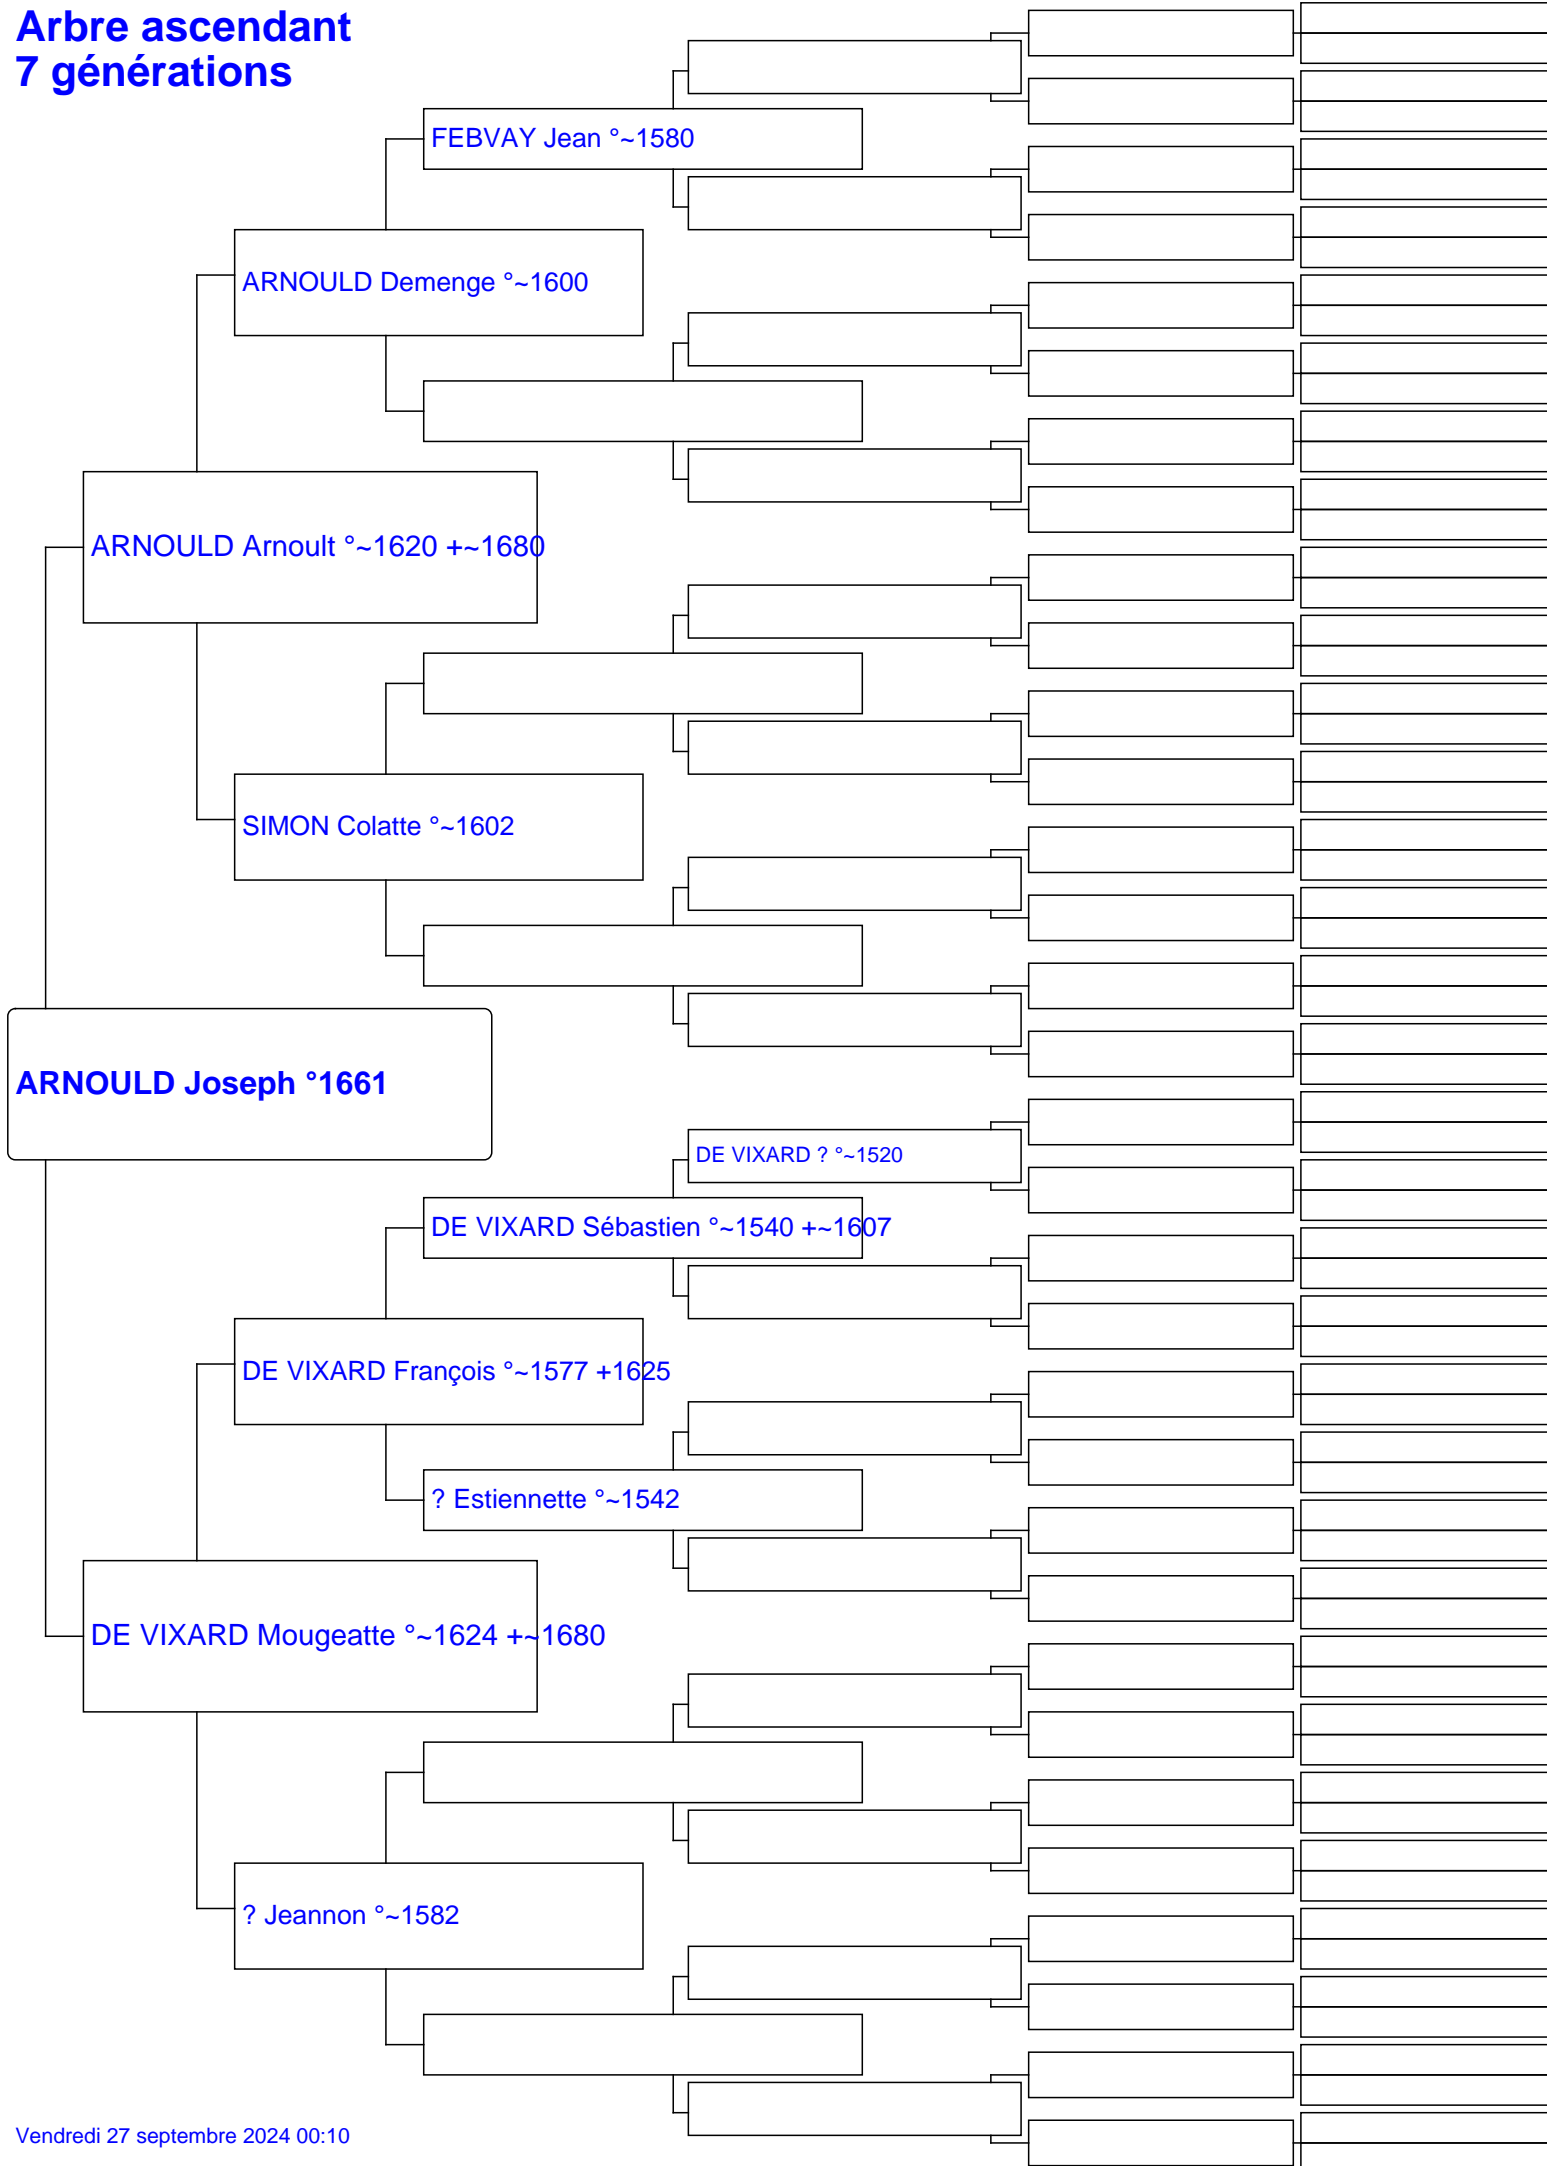 Arbre ascendant
7 générations
FEBVAY Jean °~1580
ARNOULD Demenge °~1600
ARNOULD Arnoult °~1620 +~1680
SIMON Colatte °~1602
ARNOULD Joseph °1661
DE VIXARD ? °~1520
DE VIXARD Sébastien °~1540 +~1607
DE VIXARD François °~1577 +1625
? Estiennette °~1542
DE VIXARD Mougeatte °~1624 +~1680
? Jeannon °~1582
Vendredi 27 septembre 2024 00:10